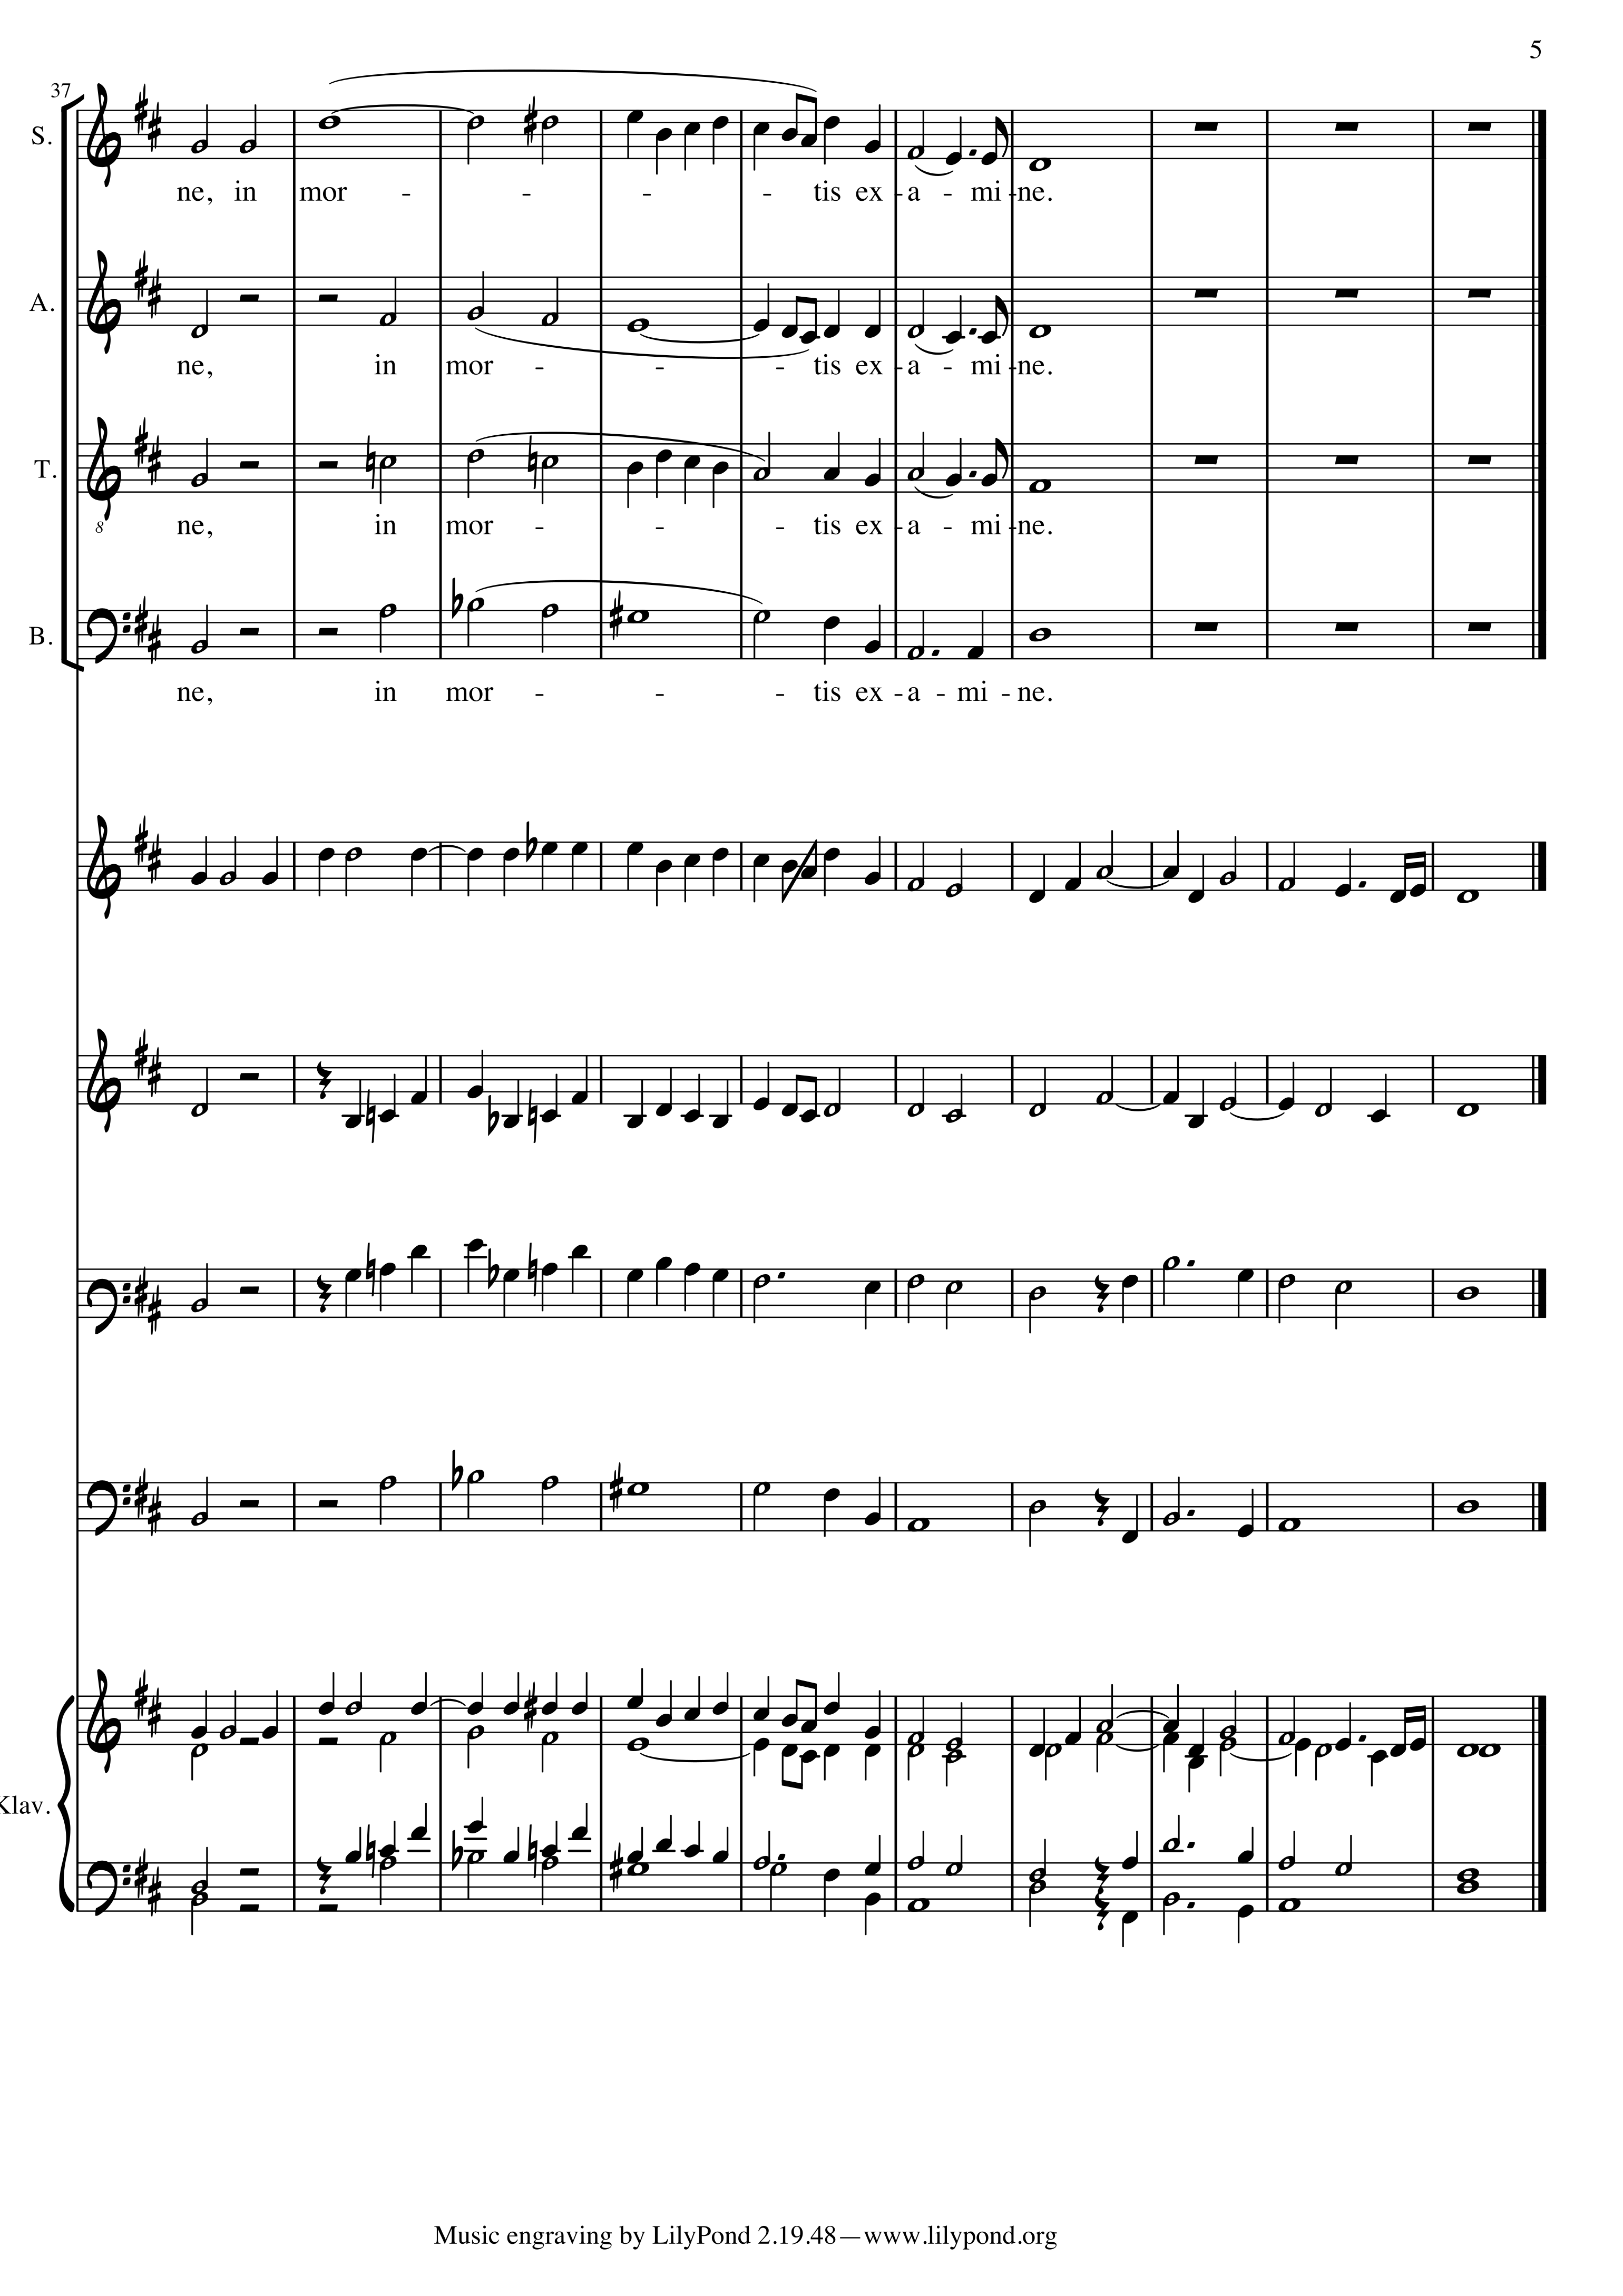 5
37
S.
ne, in mor - - - - tis ex - a - mi - ne.
A.
ne, in mor - - - tis ex - a - mi - ne.
T.
8
ne, in mor - - - tis ex - a - mi - ne.
B.
ne, in mor - - - tis ex - a - mi - ne.
Klav.
Music engraving by LilyPond 2.19.48—www.lilypond.org